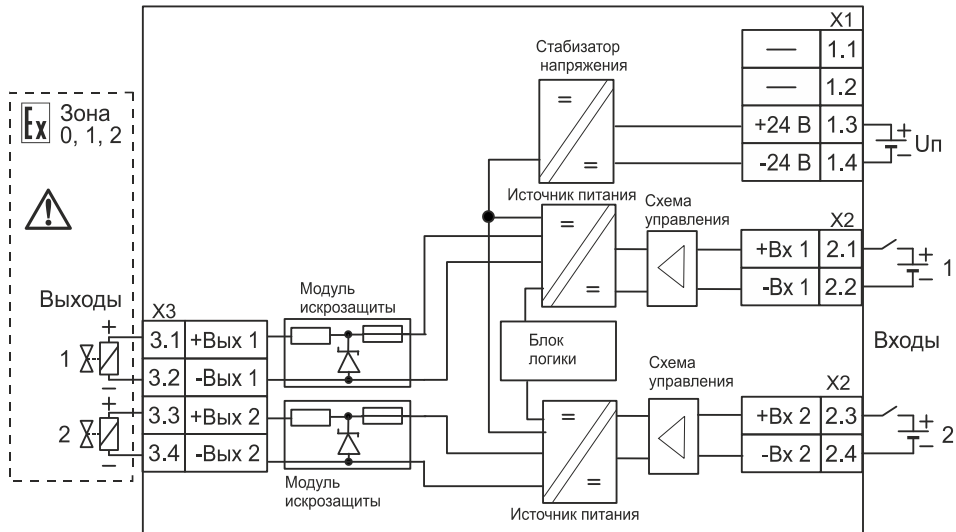 X1
— 1.1
— 1.2
+24 В 1.3
-24 В 1.4
+
−
Uп
Стабизатор
напряжения
=
=
Ex Зона
0, 1, 2
Источник питания
=
=
Схема
управления
X2
+Вх 1 2.1
-Вх 1 2.2
+
−
1
Выходы
Модуль
искрозащиты
X3
3.1 +Вых 1
3.2 -Вых 1
3.3 +Вых 2
3.4 -Вых 2
+
1
−
+
2
−
Блок
логики
Входы
Схема
управления
X2
+Вх 2 2.3
-Вх 2 2.4
+
−
2
=
=
Модуль
искрозащиты
Источник питания